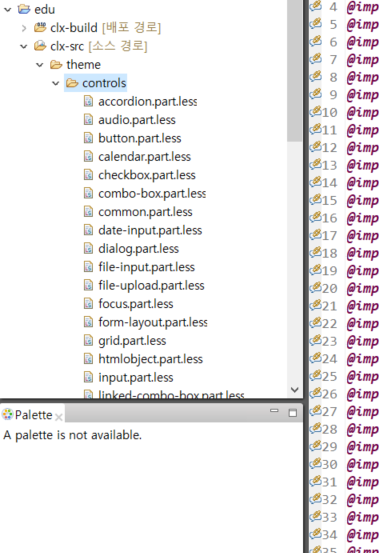 edu
clx-build [배포 경로]
clx-src [소스 경로]
theme
controls
accordion.part.less
audio.part.less
button.part.less
calendar.part.less
checkbox.part.less
combo-box.part.less
common.part.less
date-input.part.less
dialog.part.less
file-input.part.less
file-upload.part.less
focus.part.less
form-layout.part.less
grid.part.less
htmlobject.part.less
input.part.less
linked-combo-box.part.less
Palette
A palette is not available.
4 @imp
5 @imp
6 @imp
7 @imp
8 @imp
9 @imp
10 @imp
11 @imp
12 @imp
13 @imp
14 @imp
15 @imp
16 @imp
17 @imp
18 @imp
19 @imp
20 @imp
21 @imp
22 @imp
23 @imp
24 @imp
25 @imp
26 @imp
27 @imp
28 @imp
29 @imp
30 @imp
31 @imp
32 @imp
33 @imp
34 @imp
35 @imp